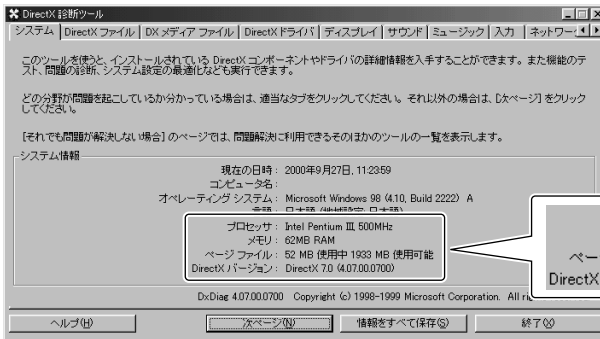 DirectX 診断ツール
システム DirectX ファイル DX メディア ファイル DirectX ドライバ ディスプレイ サウンド ミュージック 入力 ネットワー
このツールを使うと、インストールされている DirectX コンポーネントやドライバの詳細情報を入手することができます。また機能のテ
スト、問題の診断、システム設定の最適化なども実行できます。
どの分野が問題を起こしているか分かっている場合は、適当なタブをクリックしてください。それ以外の場合は、[次ページ] をクリック
してください。
[それでも問題が解決しない場合] のページでは、問題解決に利用できるそのほかのツールの一覧を表示します。
システム情報
現在の日時： 2000年9月27日, 11:23:59
コンピュータ名：
オペレーティング システム： Microsoft Windows 98 (4.10, Build 2222) A
言語： 日本語 (地域設定: 日本語)
プロセッサ： Intel Pentium III, 500MHz
メモリ： 62MB RAM
ページ ファイル： 52 MB 使用中 1933 MB 使用可能
DirectX バージョン： DirectX 7.0 (4.07.00.0700)
ペー
DirectX
DxDiag 4.07.00.0700 Copyright (c) 1998-1999 Microsoft Corporation. All
ヘルプ(H) 次ページ(N) 情報をすべて保存(S) 終了(X)